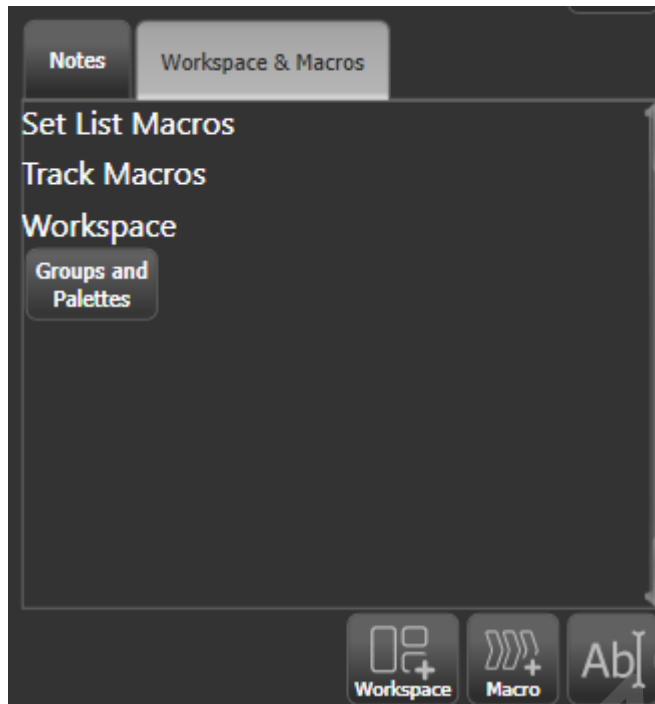 Notes
Workspace & Macros
Set List Macros
Track Macros
Workspace
Groups and
Palettes
Workspace
Macro
Ab